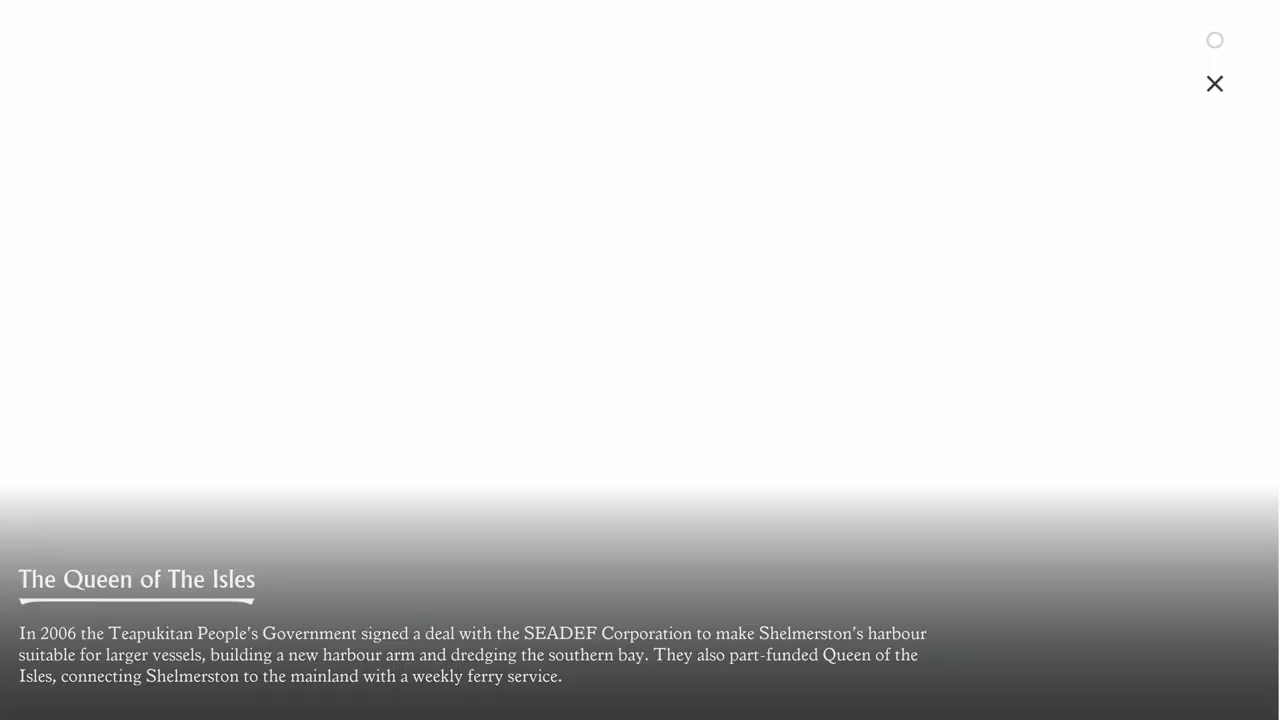 The Queen of The Isles
In 2006 the Teapukitan People's Government signed a deal with the SEADEF Corporation to make Shelmerston's harbour
suitable for larger vessels, building a new harbour arm and dredging the southern bay. They also part-funded Queen of the
Isles, connecting Shelmerston to the mainland with a weekly ferry service.